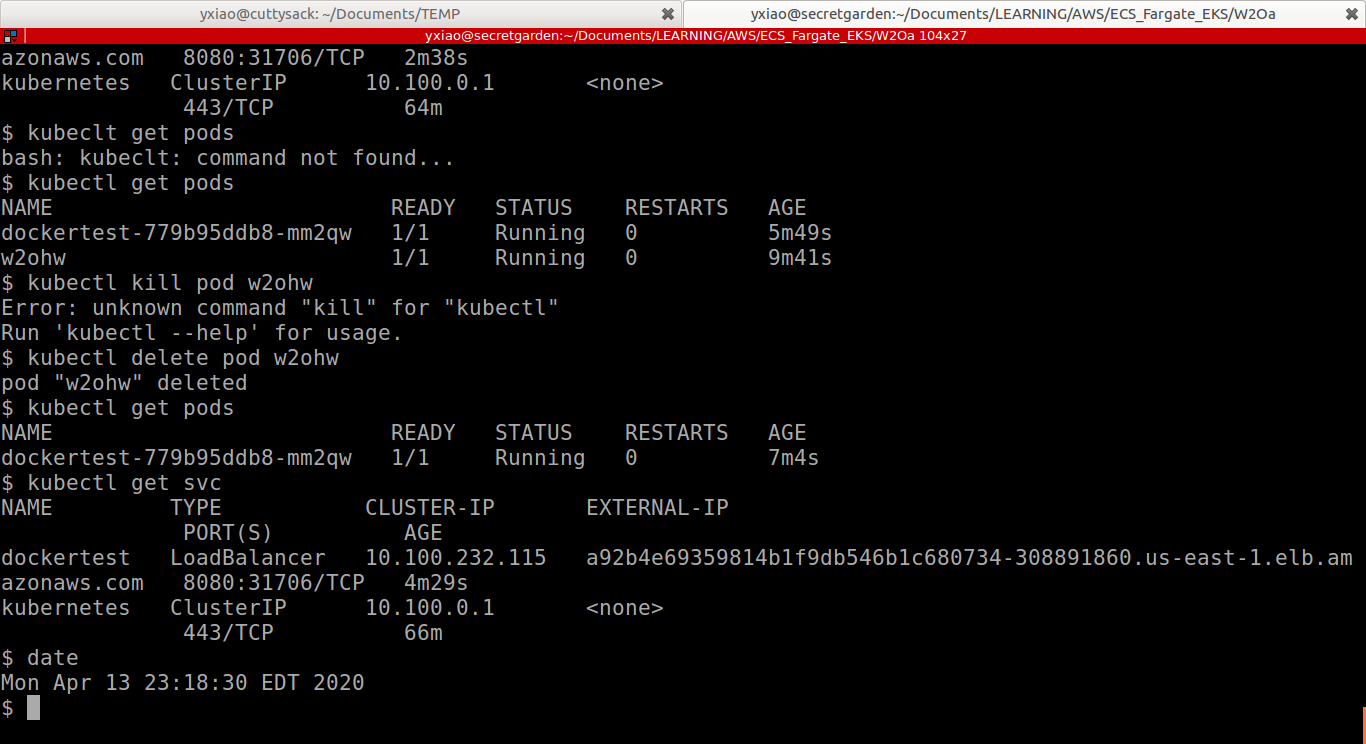 yxiao@cuttysack: ~/Documents/TEMP
yxiao@secretgarden:~/Documents/LEARNING/AWS/ECS_Fargate_EKS/W2Oa
yxiao@secretgarden:~/Documents/LEARNING/AWS/ECS_Fargate_EKS/W2Oa 104x27
azonaws.com   8080:31706/TCP   2m38s
kubernetes   ClusterIP      10.100.0.1       <none>
              443/TCP          64m
$ kubeclt get pods
bash: kubeclt: command not found...
$ kubectl get pods
NAME                          READY   STATUS    RESTARTS   AGE
dockertest-779b95ddb8-mm2qw   1/1     Running   0          5m49s
w2ohw                         1/1     Running   0          9m41s
$ kubectl kill pod w2ohw
Error: unknown command "kill" for "kubectl"
Run 'kubectl --help' for usage.
$ kubectl delete pod w2ohw
pod "w2ohw" deleted
$ kubectl get pods
NAME                          READY   STATUS    RESTARTS   AGE
dockertest-779b95ddb8-mm2qw   1/1     Running   0          7m4s
$ kubectl get svc
NAME         TYPE           CLUSTER-IP       EXTERNAL-IP
              PORT(S)          AGE
dockertest   LoadBalancer   10.100.232.115   a92b4e69359814b1f9db546b1c680734-308891860.us-east-1.elb.am
azonaws.com   8080:31706/TCP   4m29s
kubernetes   ClusterIP      10.100.0.1       <none>
              443/TCP          66m
$ date
Mon Apr 13 23:18:30 EDT 2020
$